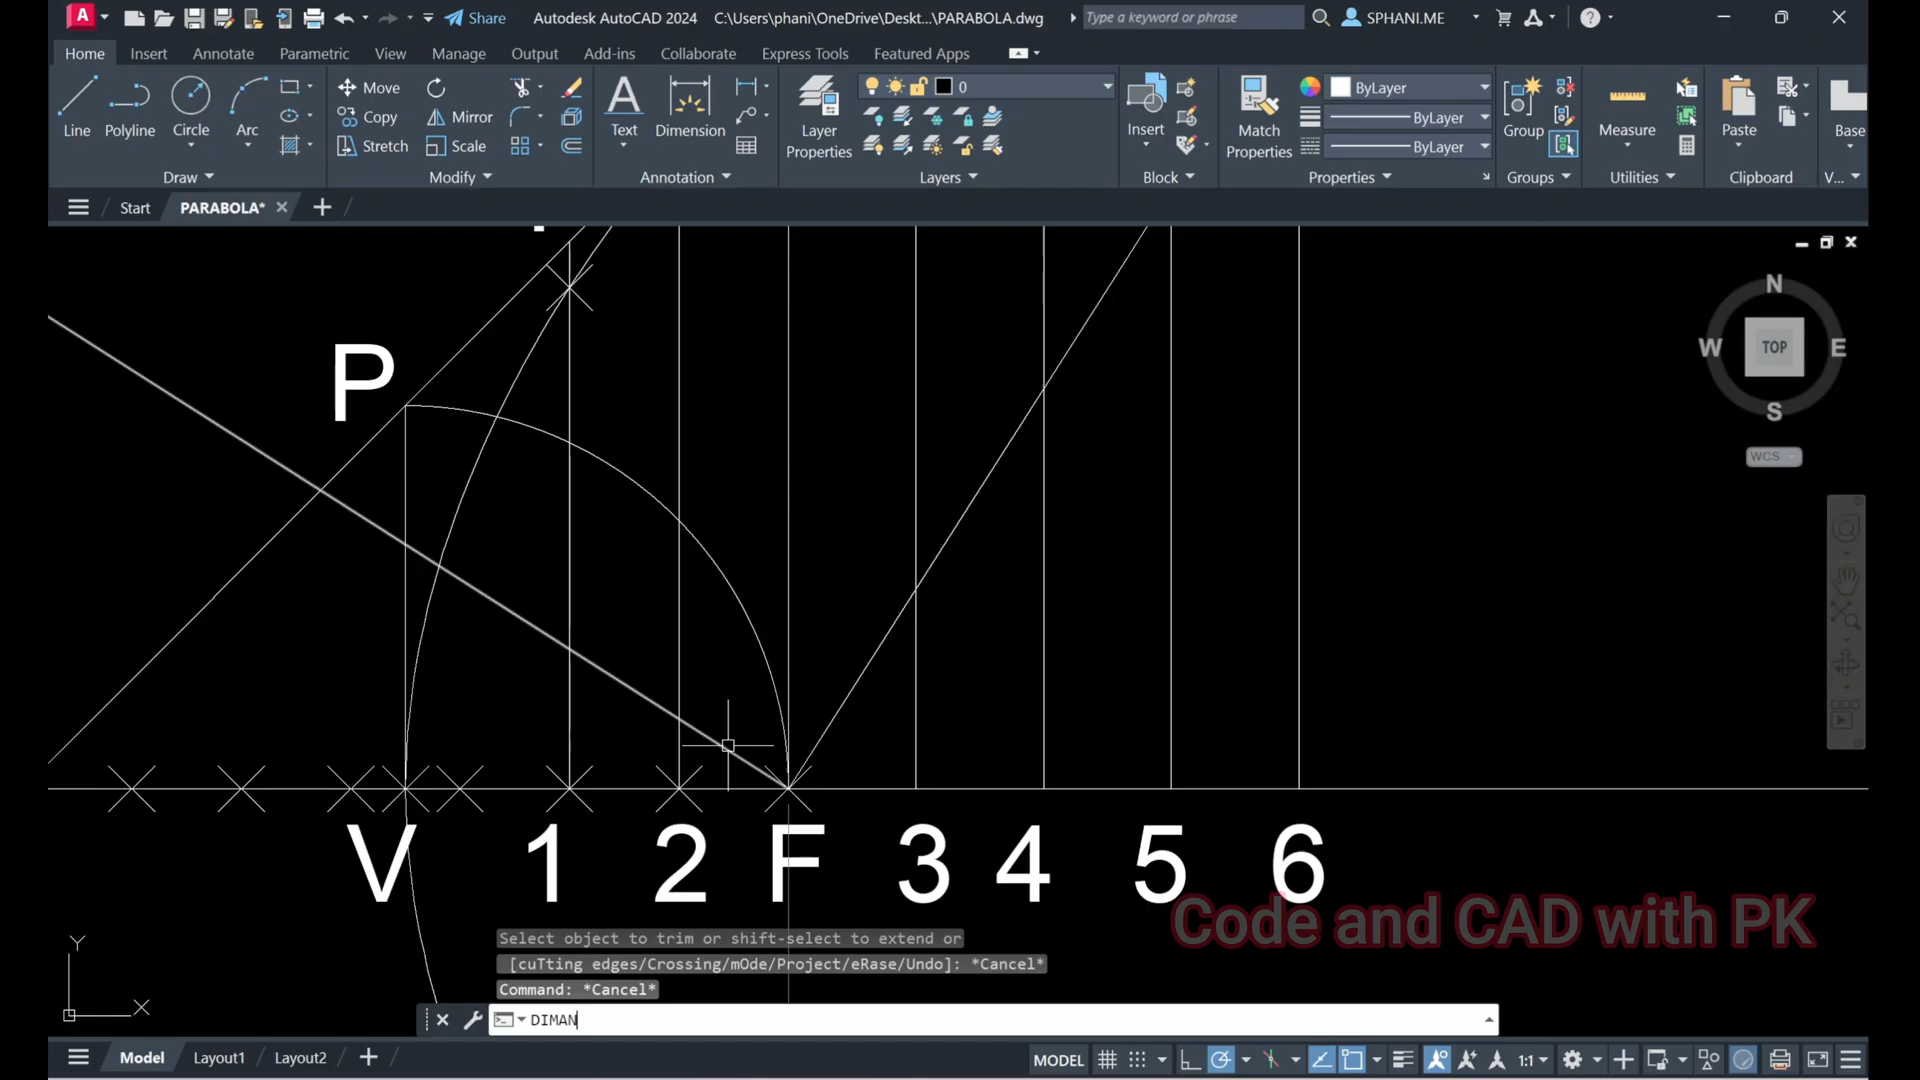 Share Autodesk AutoCAD 2024 C:\Users\phani\OneDrive\Deskt...\PARABOLA.dwg Type a keyword or phrase SPHANI.ME
Home Insert Annotate Parametric View Manage Output Add-ins Collaborate Express Tools Featured Apps
Line Polyline Circle Arc
Move
Copy Mirror
Stretch Scale
Text Dimension
Layer Properties
0
Insert
Match Properties
ByLayer
ByLayer
ByLayer
Group
Measure
Paste
Base
Draw Modify Annotation Layers Block Properties Groups Utilities Clipboard V...
Start PARABOLA*
N
W TOP E
S
WCS
P
V 1 2 F 3 4 5 6
Code and CAD with PK
Y
X
Select object to trim or shift-select to extend or
[cuTting edges/Crossing/mOde/Project/eRase/Undo]: *Cancel*
Command: *Cancel*
DIMAN
Model Layout1 Layout2 MODEL 1:1